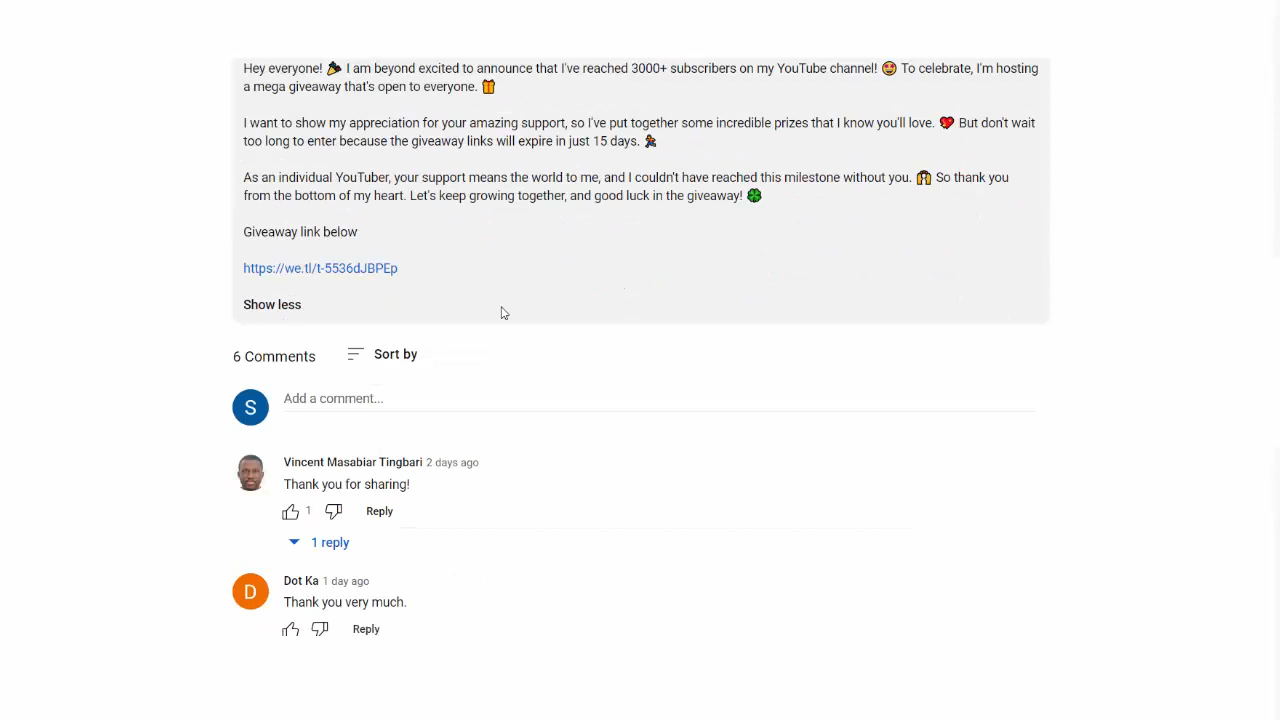 Hey everyone! 🎉 I am beyond excited to announce that I've reached 3000+ subscribers on my YouTube channel! 🤩 To celebrate, I'm hosting
a mega giveaway that's open to everyone. 🎁
I want to show my appreciation for your amazing support, so I've put together some incredible prizes that I know you'll love. 💖 But don't wait
too long to enter because the giveaway links will expire in just 15 days. 🏃
As an individual YouTuber, your support means the world to me, and I couldn't have reached this milestone without you. 🙌 So thank you
from the bottom of my heart. Let's keep growing together, and good luck in the giveaway! 🍀
Giveaway link below
https://we.tl/t-5536dJBPEp
Show less
6 Comments
Sort by
S
Add a comment...
Vincent Masabiar Tingbari 2 days ago
Thank you for sharing!
1
Reply
1 reply
D
Dot Ka 1 day ago
Thank you very much.
Reply